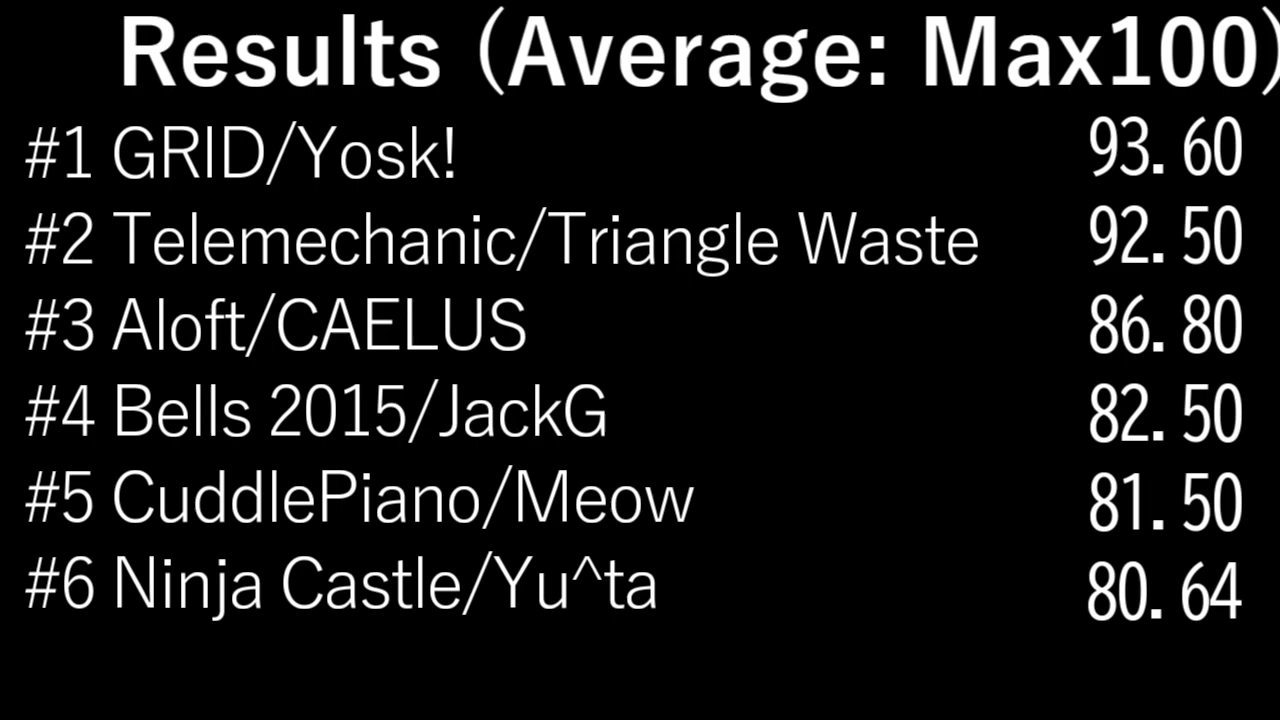 Results (Average: Max100)
#1 GRID/Yosk! 93.60
#2 Telemechanic/Triangle Waste 92.50
#3 Aloft/CAELUS 86.80
#4 Bells 2015/JackG 82.50
#5 CuddlePiano/Meow 81.50
#6 Ninja Castle/Yu^ta 80.64